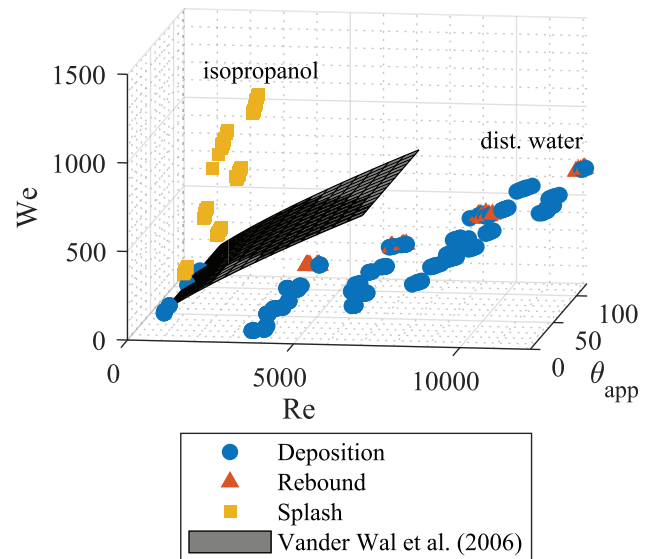 1500
isopropanol
dist. water
1000
We
500
0
100
50
0
θapp
0
5000
10000
Re
Deposition
Rebound
Splash
Vander Wal et al. (2006)